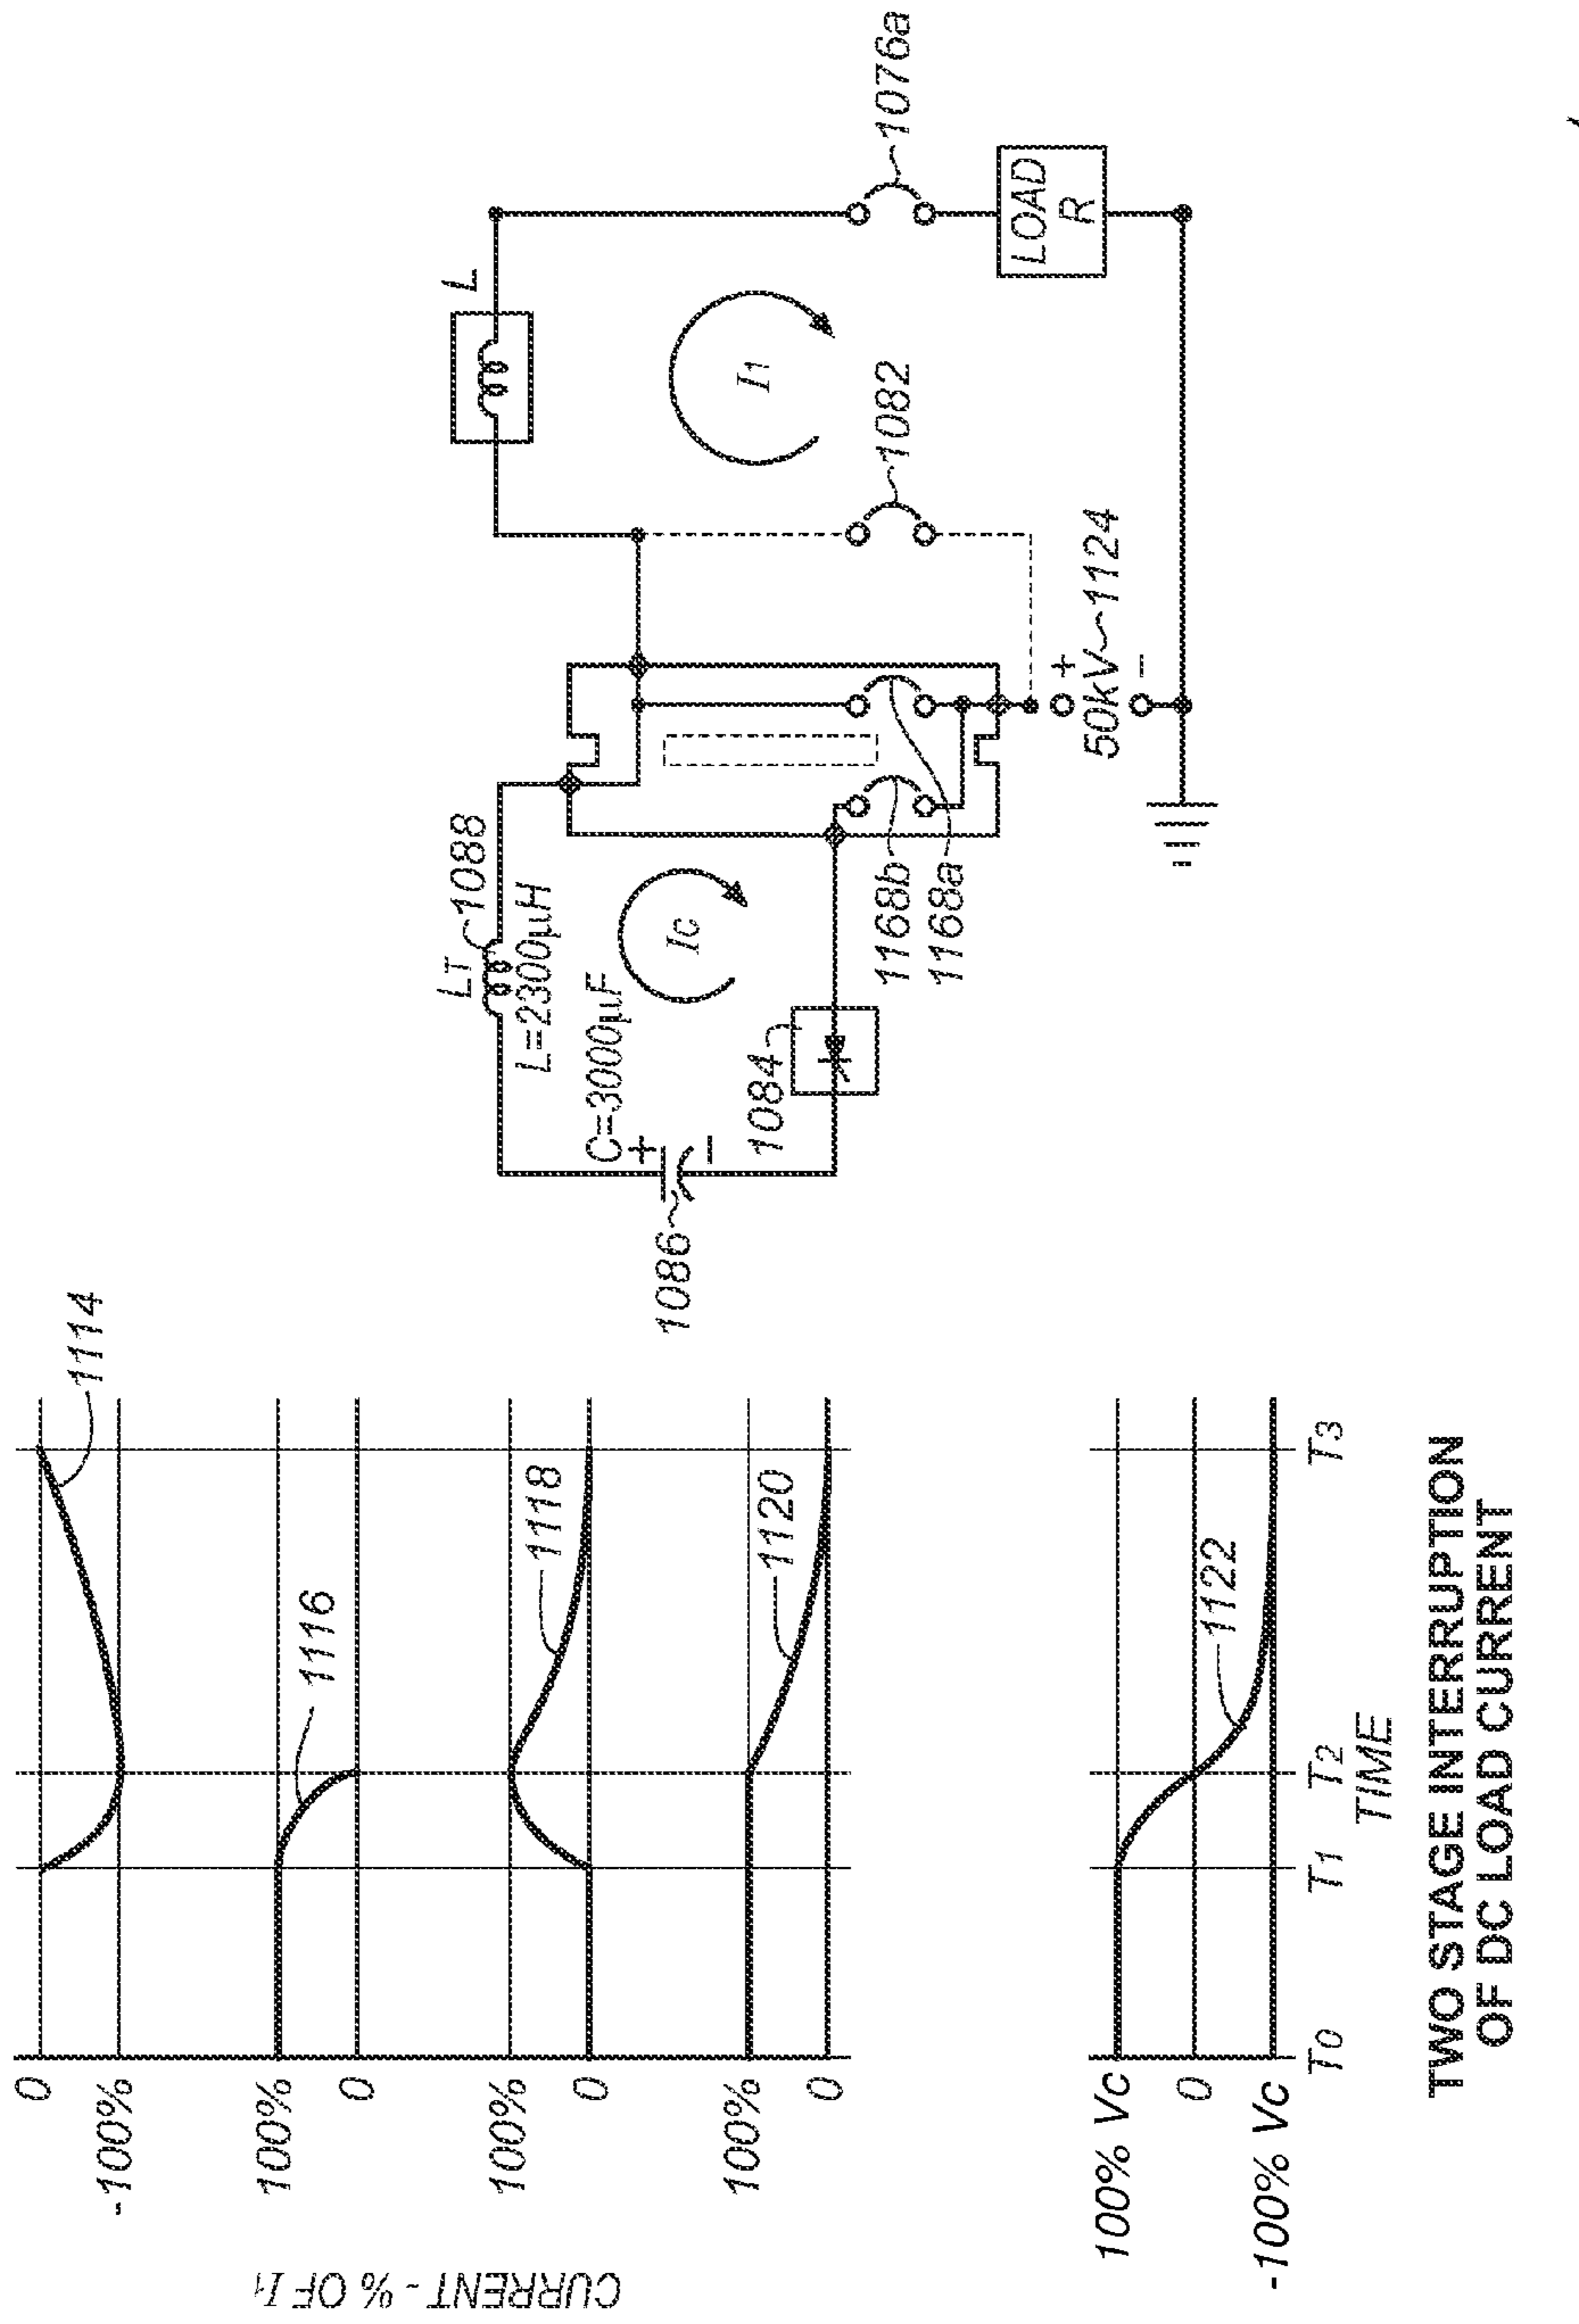 CURRENT - % OF I1
0
-100%
100%
0
100%
0
100%
0
100% Vc
0
-100% Vc
1114
1116
1118
1120
1122
T0
T1
T2
T3
TIME
TWO STAGE INTERRUPTION
OF DC LOAD CURRENT
LT
1088
L=2300µH
C=3000µF
+
−
1086
1084
IC
1168b
1168a
L
I1
1082
1076a
LOAD
R
+
50kV
1124
−